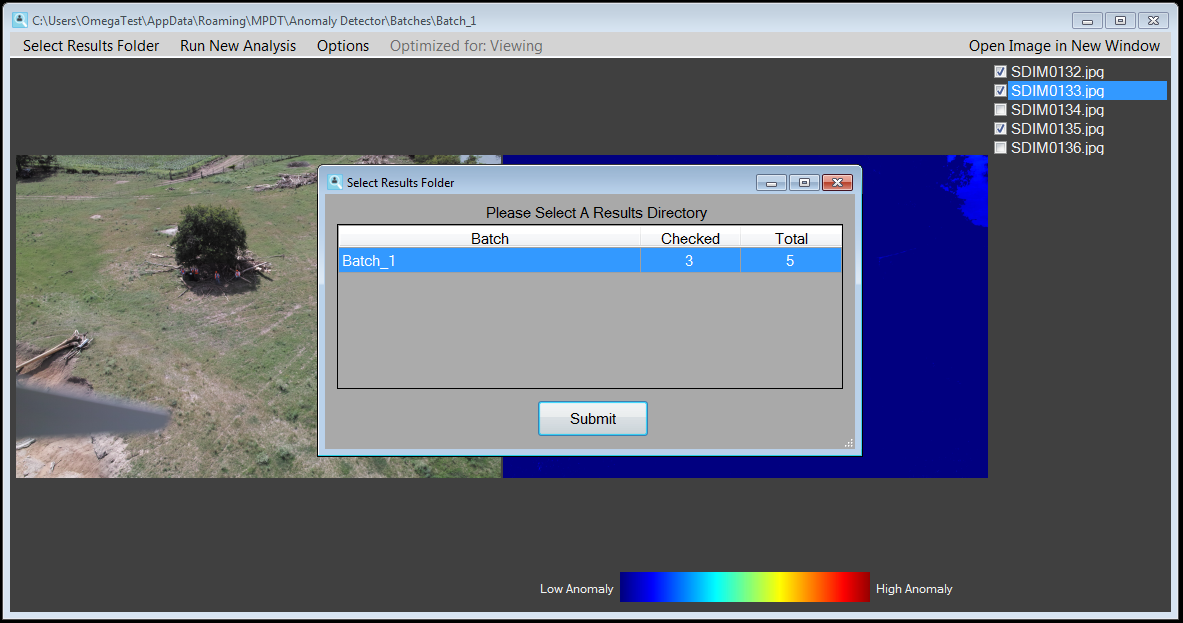 C:\Users\OmegaTest\AppData\Roaming\MPDT\Anomaly Detector\Batches\Batch_1
Select Results Folder Run New Analysis Options Optimized for: Viewing Open Image in New Window
SDIM0132.jpg
SDIM0133.jpg
SDIM0134.jpg
SDIM0135.jpg
SDIM0136.jpg
Select Results Folder
Please Select A Results Directory
Batch Checked Total
Batch_1 3 5
Submit
Low Anomaly High Anomaly